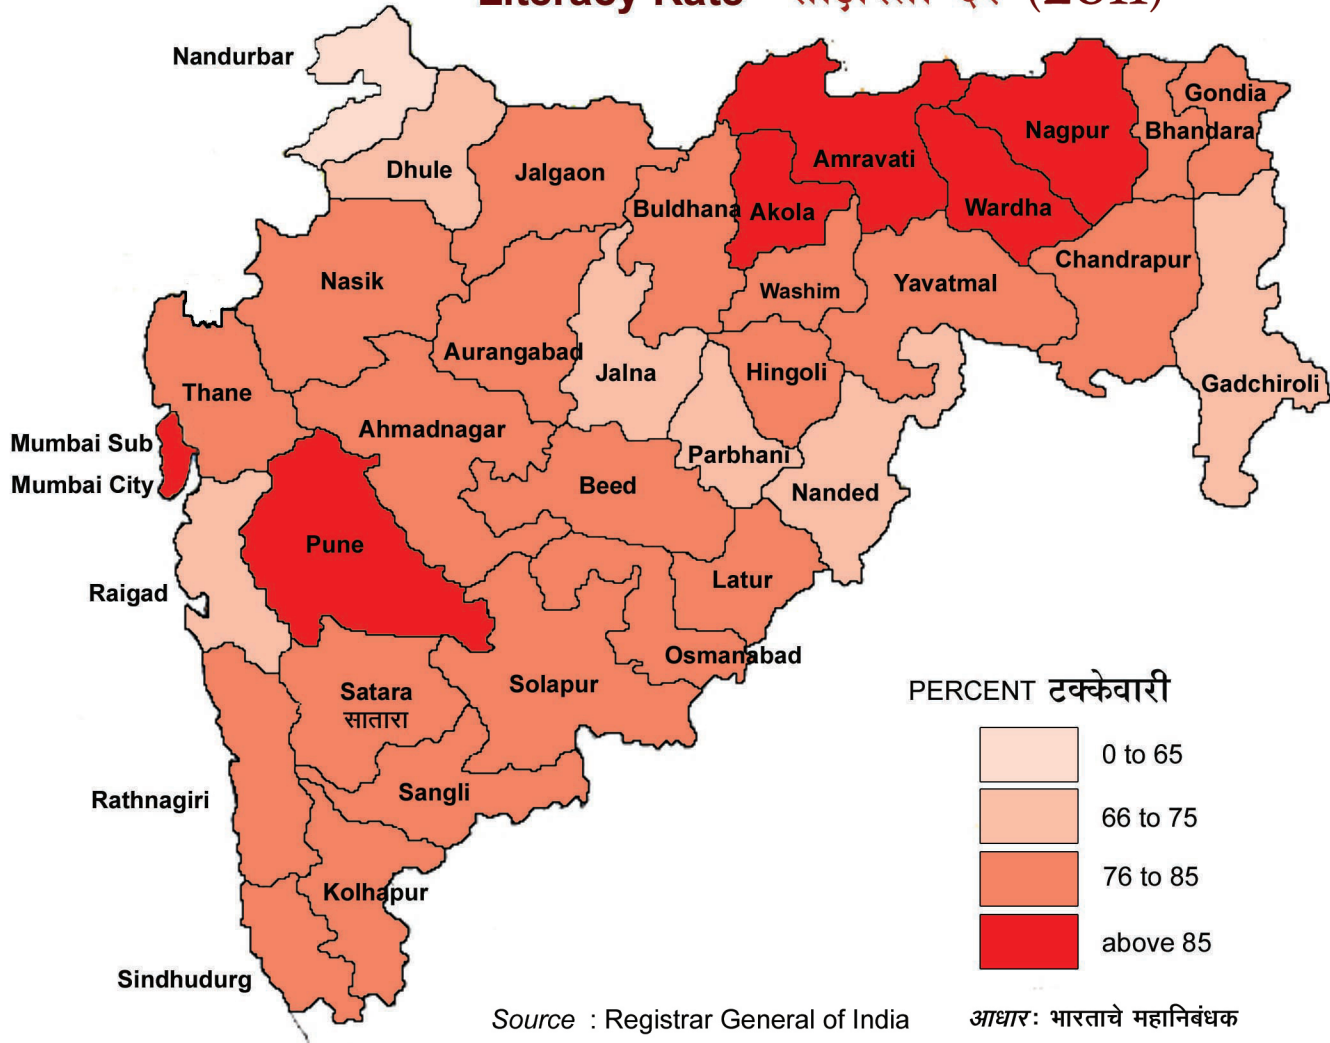 Literacy Rate (2011)
Nandurbar
Dhule
Jalgaon
Buldhana
Akola
Amravati
Nagpur
Wardha
Bhandara
Gondia
Nasik
Aurangabad
Jalna
Washim
Hingoli
Yavatmal
Chandrapur
Gadchiroli
Thane
Mumbai Sub
Mumbai City
Ahmadnagar
Parbhani
Nanded
Beed
Pune
Raigad
Latur
Osmanabad
Satara
सातारा
Solapur
Sangli
Rathnagiri
Kolhapur
Sindhudurg
PERCENT टक्केवारी
0 to 65
66 to 75
76 to 85
above 85
Source : Registrar General of India आधार: भारताचे महानिबंधक